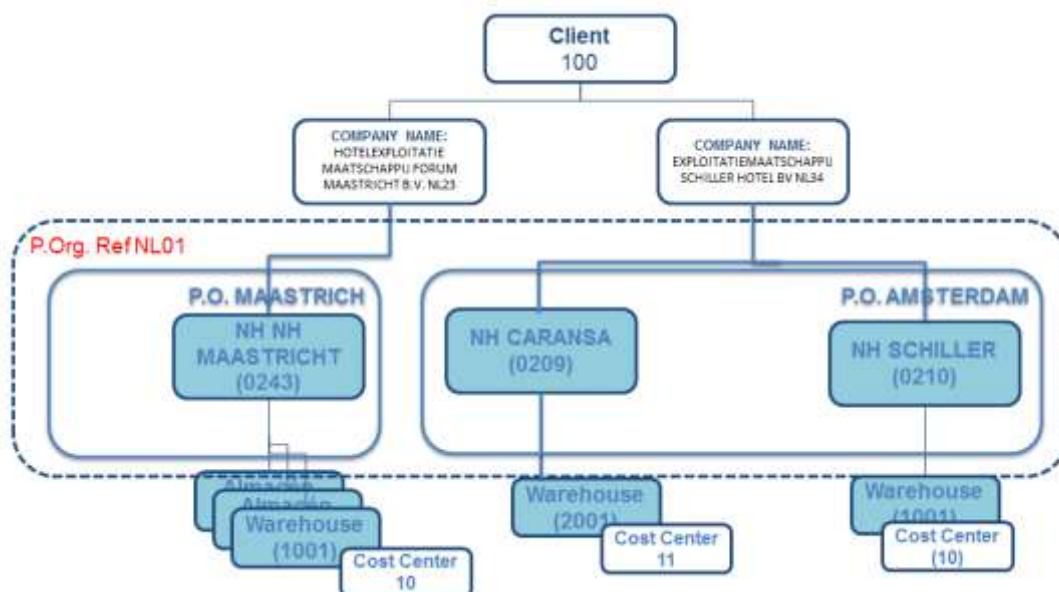 Client
100
COMPANY NAME:
HOTELEXPLOITATIE
MAATSCHAPPIJ FORUM
MAASTRICHT B.V. NL23
COMPANY NAME:
EXPLOITATIEMAATSCHAPPIJ
SCHILLER HOTEL BV NL34
P.Org. Ref NL01
P.O. MAASTRICH
P.O. AMSTERDAM
NH NH
MAASTRICHT
(0243)
NH CARANSA
(0209)
NH SCHILLER
(0210)
Almacén
Almacén
Warehouse
(1001)
Cost Center
10
Warehouse
(2001)
Cost Center
11
Warehouse
(1001)
Cost Center
(10)